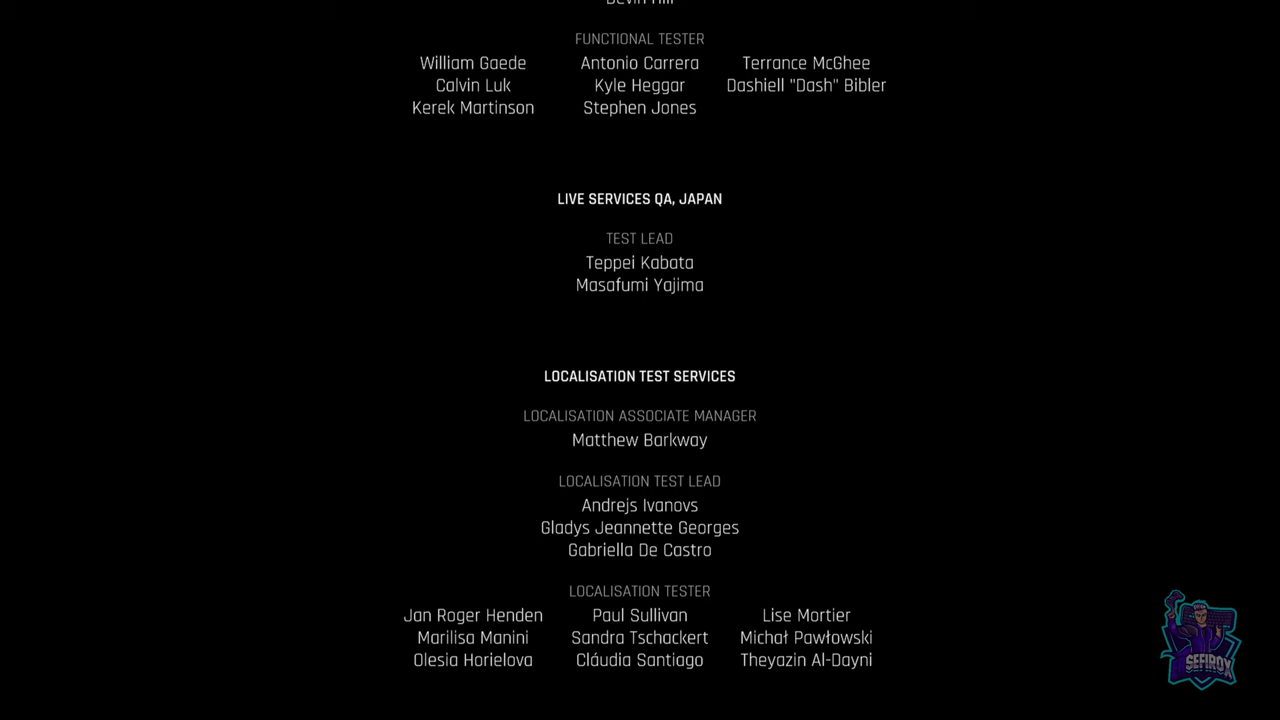 FUNCTIONAL TESTER
William Gaede Antonio Carrera Terrance McGhee
Calvin Luk Kyle Heggar Dashiell "Dash" Bibler
Kerek Martinson Stephen Jones
LIVE SERVICES QA, JAPAN
TEST LEAD
Teppei Kabata
Masafumi Yajima
LOCALISATION TEST SERVICES
LOCALISATION ASSOCIATE MANAGER
Matthew Barkway
LOCALISATION TEST LEAD
Andrejs Ivanovs
Gladys Jeannette Georges
Gabriella De Castro
LOCALISATION TESTER
Jan Roger Henden Paul Sullivan Lise Mortier
Marilisa Manini Sandra Tschackert Michał Pawłowski
Olesia Horielova Cláudia Santiago Theyazin Al-Dayni
SEFIROX